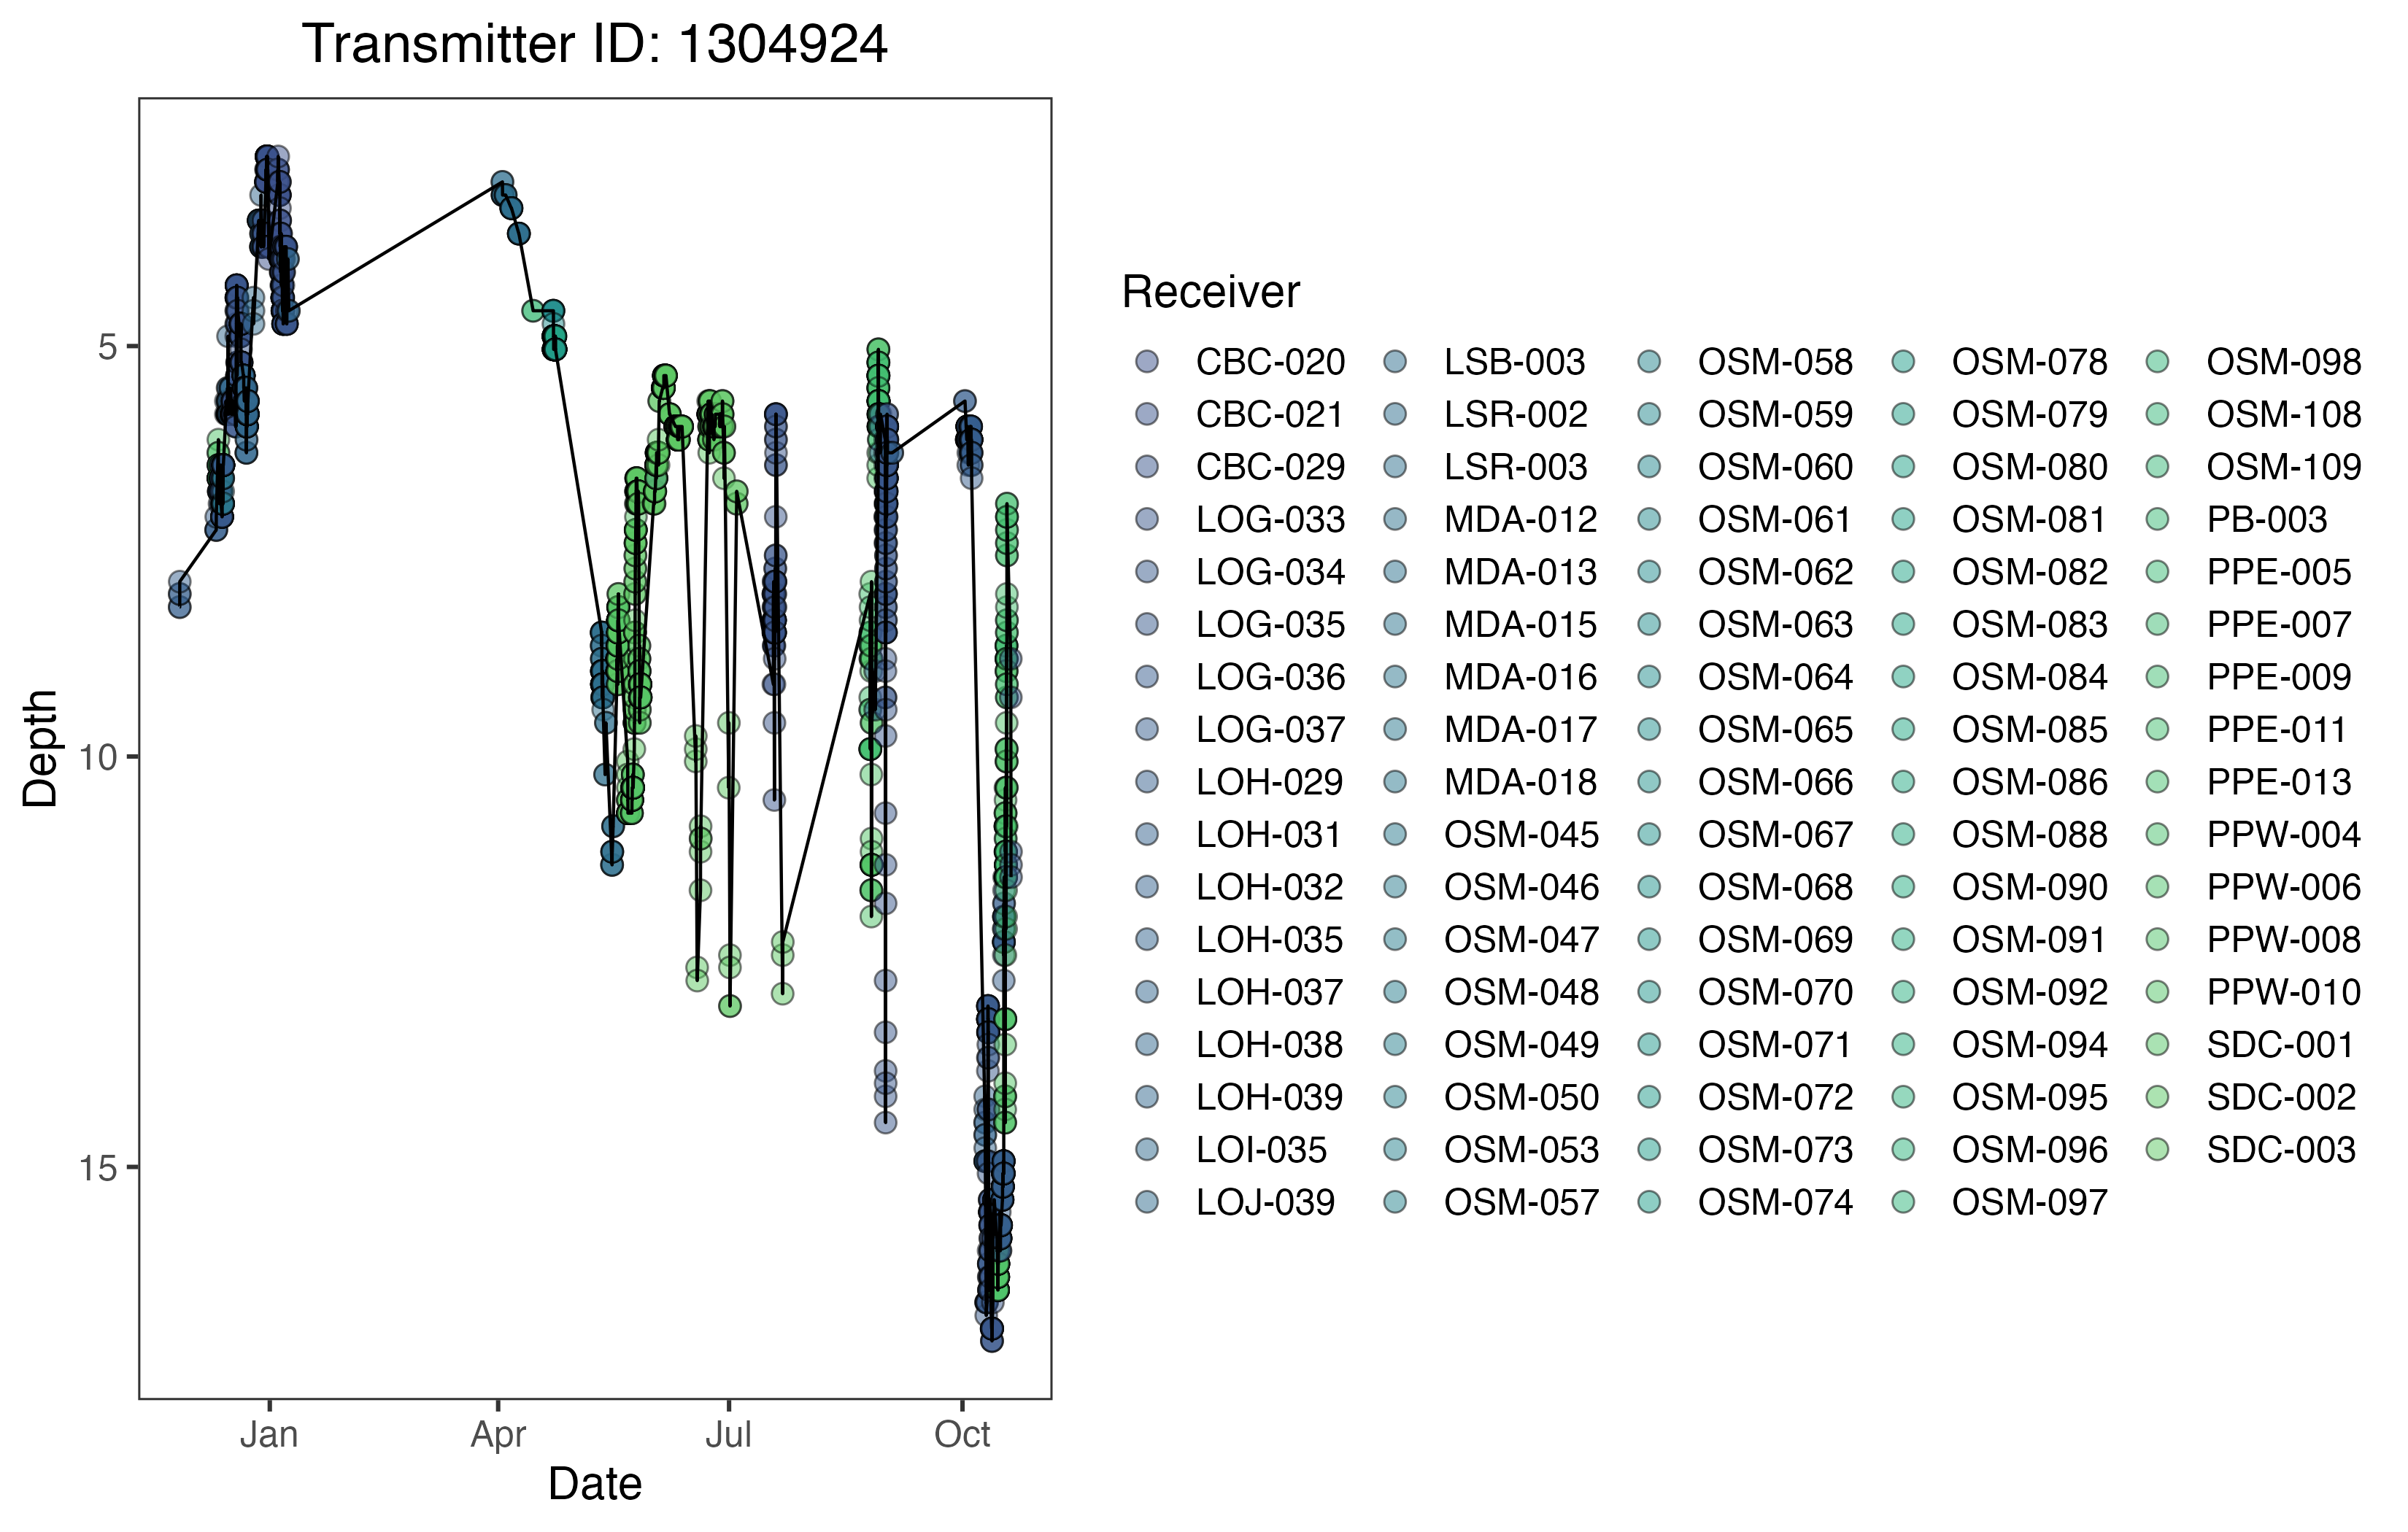 Transmitter ID: 1304924
Depth
5
10
15
Jan Apr Jul Oct
Date
Receiver
CBC-020 LSB-003 OSM-058 OSM-078 OSM-098
CBC-021 LSR-002 OSM-059 OSM-079 OSM-108
CBC-029 LSR-003 OSM-060 OSM-080 OSM-109
LOG-033 MDA-012 OSM-061 OSM-081 PB-003
LOG-034 MDA-013 OSM-062 OSM-082 PPE-005
LOG-035 MDA-015 OSM-063 OSM-083 PPE-007
LOG-036 MDA-016 OSM-064 OSM-084 PPE-009
LOG-037 MDA-017 OSM-065 OSM-085 PPE-011
LOH-029 MDA-018 OSM-066 OSM-086 PPE-013
LOH-031 OSM-045 OSM-067 OSM-088 PPW-004
LOH-032 OSM-046 OSM-068 OSM-090 PPW-006
LOH-035 OSM-047 OSM-069 OSM-091 PPW-008
LOH-037 OSM-048 OSM-070 OSM-092 PPW-010
LOH-038 OSM-049 OSM-071 OSM-094 SDC-001
LOH-039 OSM-050 OSM-072 OSM-095 SDC-002
LOI-035 OSM-053 OSM-073 OSM-096 SDC-003
LOJ-039 OSM-057 OSM-074 OSM-097